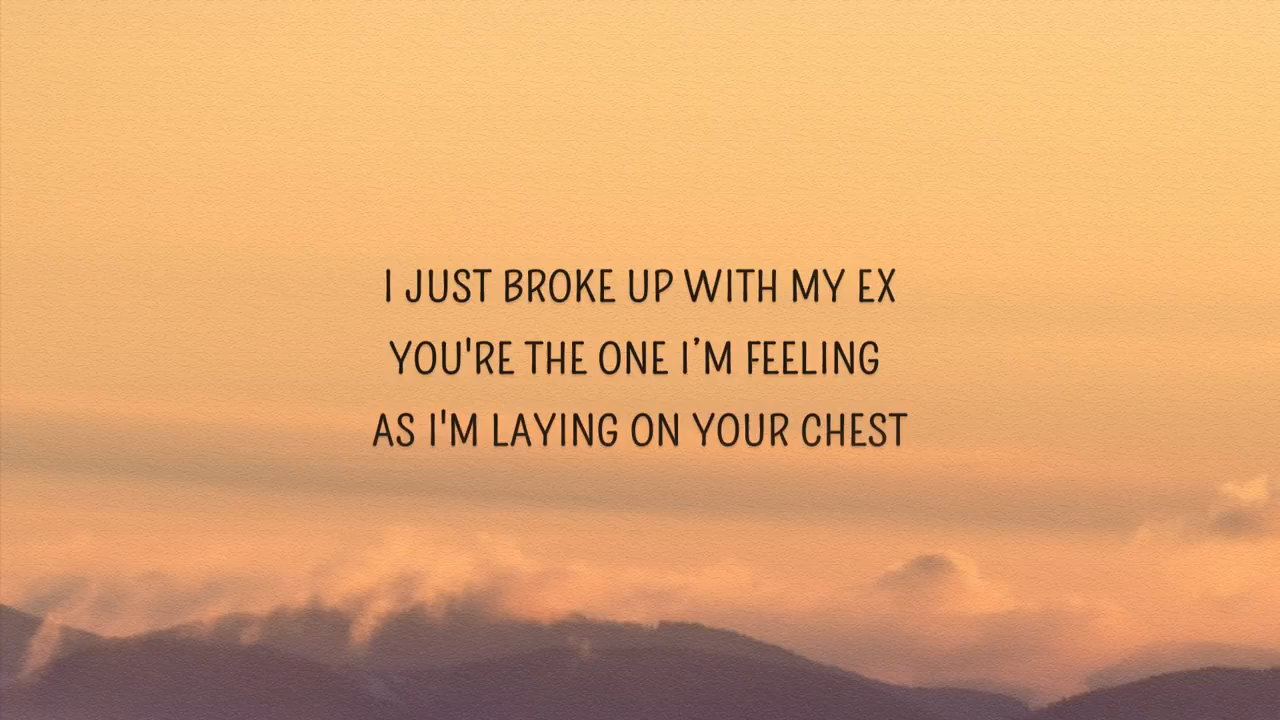 I JUST BROKE UP WITH MY EX
YOU'RE THE ONE I’M FEELING
AS I'M LAYING ON YOUR CHEST